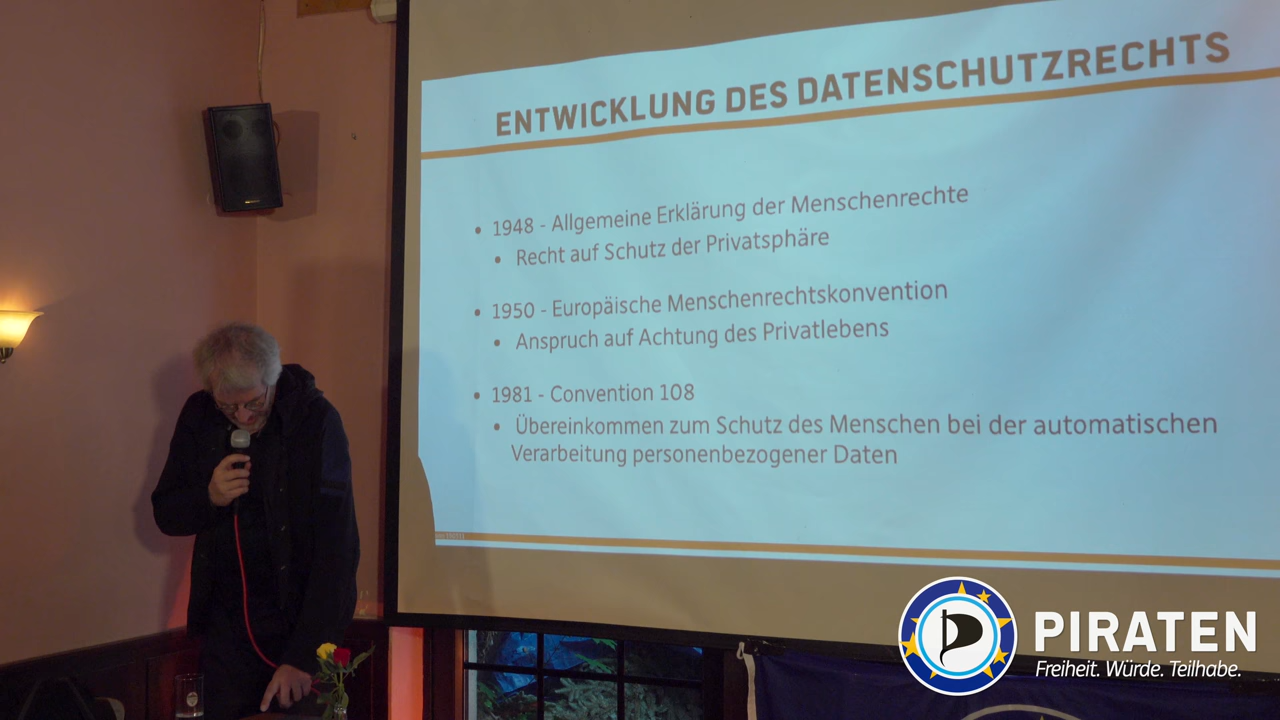 ENTWICKLUNG DES DATENSCHUTZRECHTS
• 1948 - Allgemeine Erklärung der Menschenrechte
• Recht auf Schutz der Privatsphäre
• 1950 - Europäische Menschenrechtskonvention
• Anspruch auf Achtung des Privatlebens
• 1981 - Convention 108
• Übereinkommen zum Schutz des Menschen bei der automatischen
Verarbeitung personenbezogener Daten
PIRATEN
Freiheit. Würde. Teilhabe.